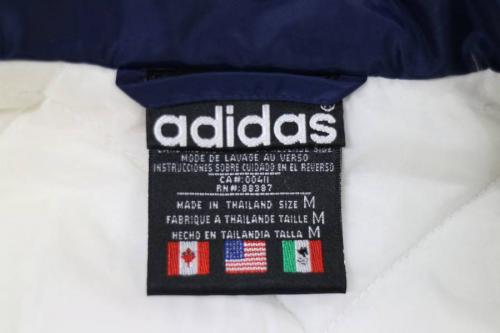 adidas
MODE DE LAVAGE AU VERSO
INSTRUCCIONES SOBRE CUIDADO EN EL REVERSO
CA#:00411
RN#:88387
MADE IN THAILAND SIZE M
FABRIQUE A THAILANDE TAILLE M
HECHO EN TAILANDIA TALLA M